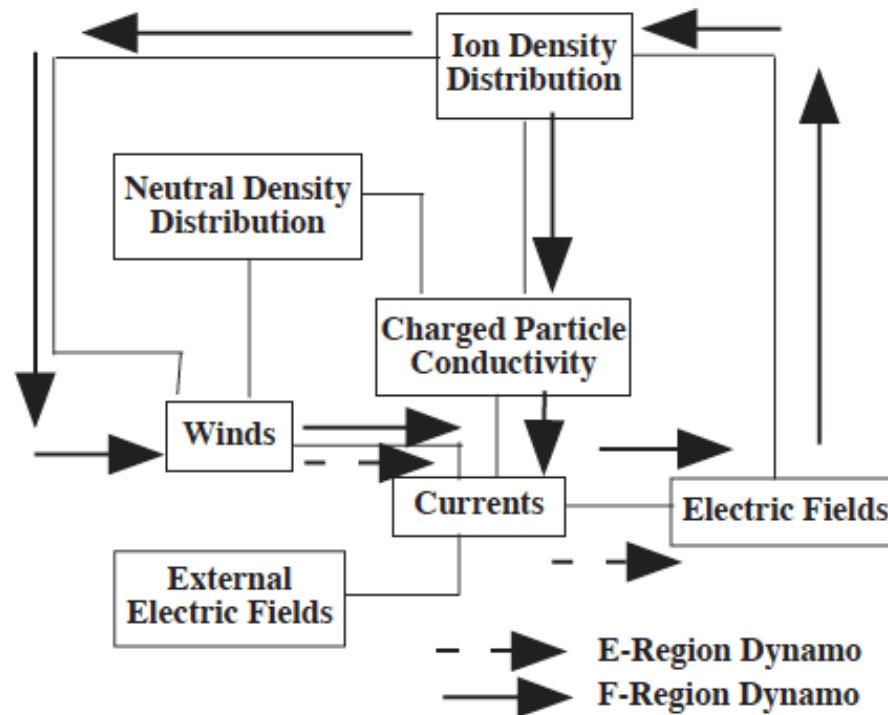 Ion Density
Distribution
Neutral Density
Distribution
Charged Particle
Conductivity
Winds
Currents
Electric Fields
External
Electric Fields
E-Region Dynamo
F-Region Dynamo